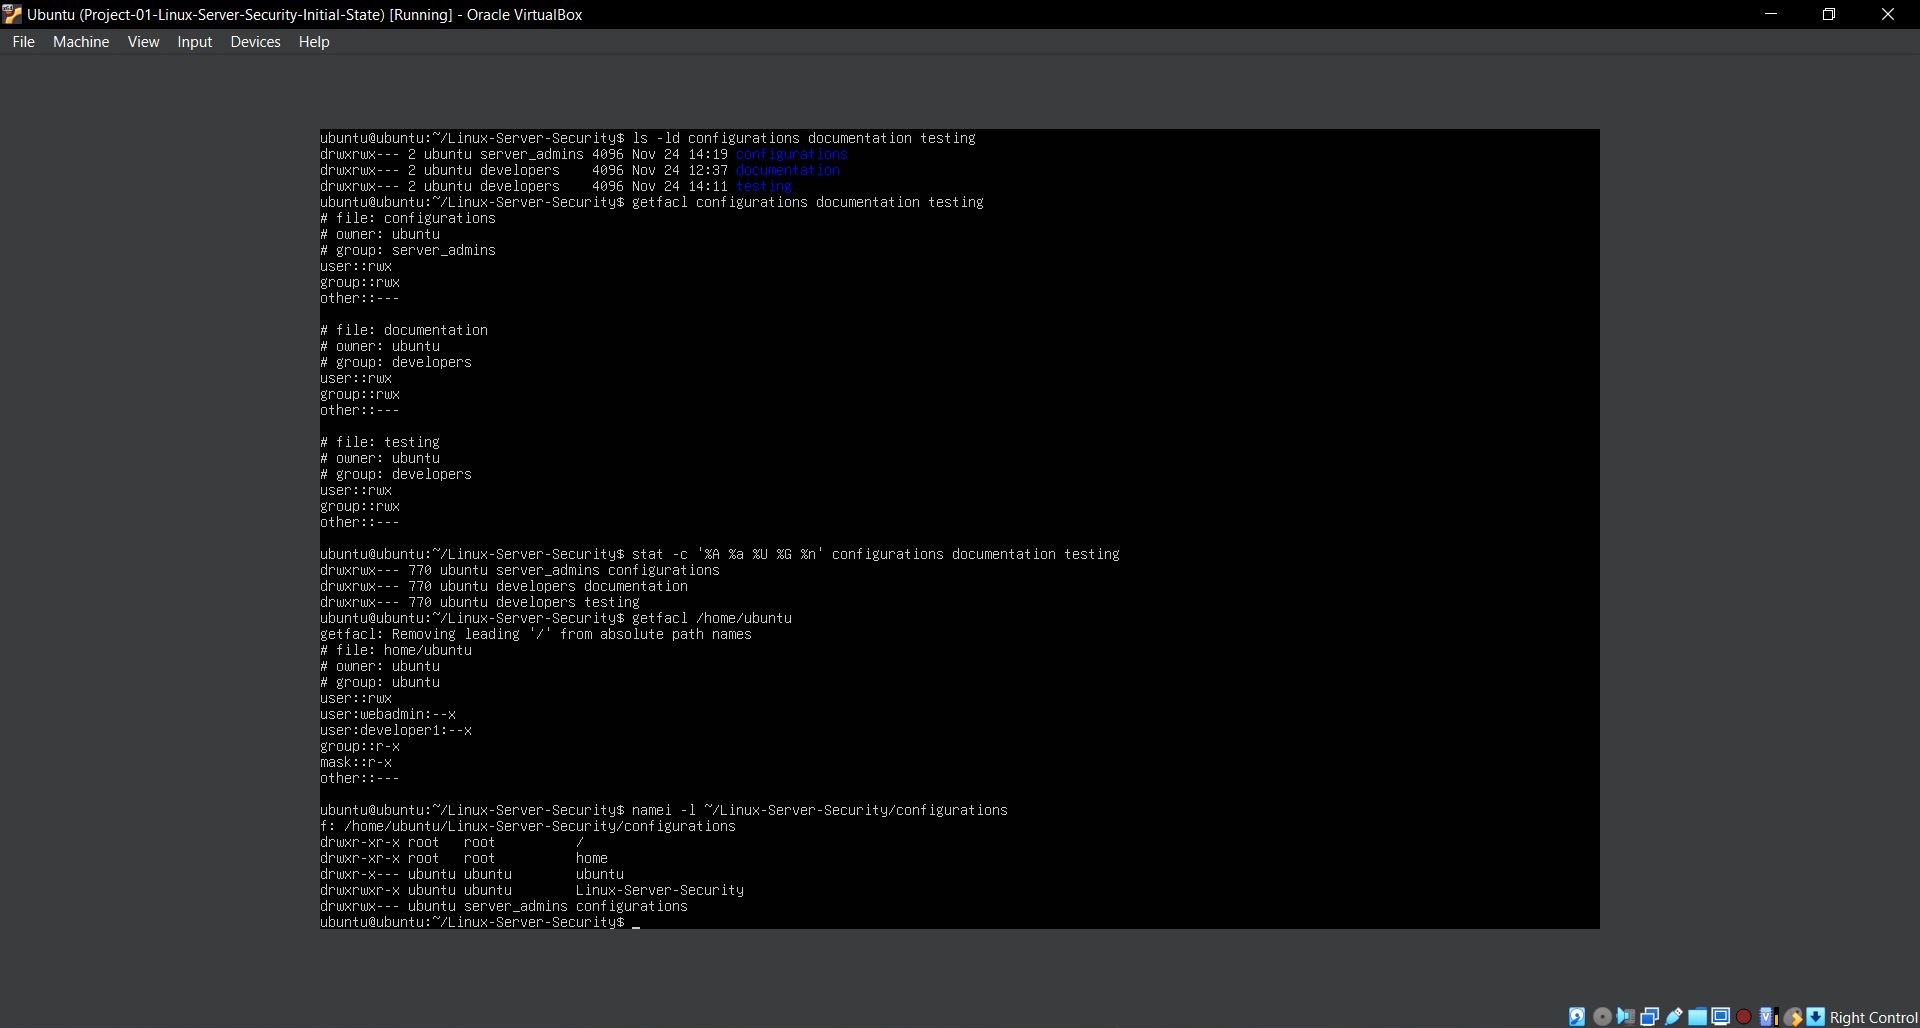 Ubuntu (Project-01-Linux-Server-Security-Initial-State) [Running] - Oracle VirtualBox
File Machine View Input Devices Help
ubuntu@ubuntu:~/Linux-Server-Security$ ls -ld configurations documentation testing
drwxrwx--- 2 ubuntu server_admins 4096 Nov 24 14:19 configurations
drwxrwx--- 2 ubuntu developers    4096 Nov 24 12:37 documentation
drwxrwx--- 2 ubuntu developers    4096 Nov 24 14:11 testing
ubuntu@ubuntu:~/Linux-Server-Security$ getfacl configurations documentation testing
# file: configurations
# owner: ubuntu
# group: server_admins
user::rwx
group::rwx
other::---
# file: documentation
# owner: ubuntu
# group: developers
user::rwx
group::rwx
other::---
# file: testing
# owner: ubuntu
# group: developers
user::rwx
group::rwx
other::---
ubuntu@ubuntu:~/Linux-Server-Security$ stat -c '%A %a %U %G %n' configurations documentation testing
drwxrwx--- 770 ubuntu server_admins configurations
drwxrwx--- 770 ubuntu developers documentation
drwxrwx--- 770 ubuntu developers testing
ubuntu@ubuntu:~/Linux-Server-Security$ getfacl /home/ubuntu
getfacl: Removing leading '/' from absolute path names
# file: home/ubuntu
# owner: ubuntu
# group: ubuntu
user::rwx
user:webadmin:--x
user:developer1:--x
group::r-x
mask::r-x
other::---
ubuntu@ubuntu:~/Linux-Server-Security$ namei -l ~/Linux-Server-Security/configurations
f: /home/ubuntu/Linux-Server-Security/configurations
drwxr-xr-x root   root          /
drwxr-xr-x root   root          home
drwxr-x--- ubuntu ubuntu        ubuntu
drwxrwxr-x ubuntu ubuntu        Linux-Server-Security
drwxrwx--- ubuntu server_admins configurations
ubuntu@ubuntu:~/Linux-Server-Security$ _
Right Control